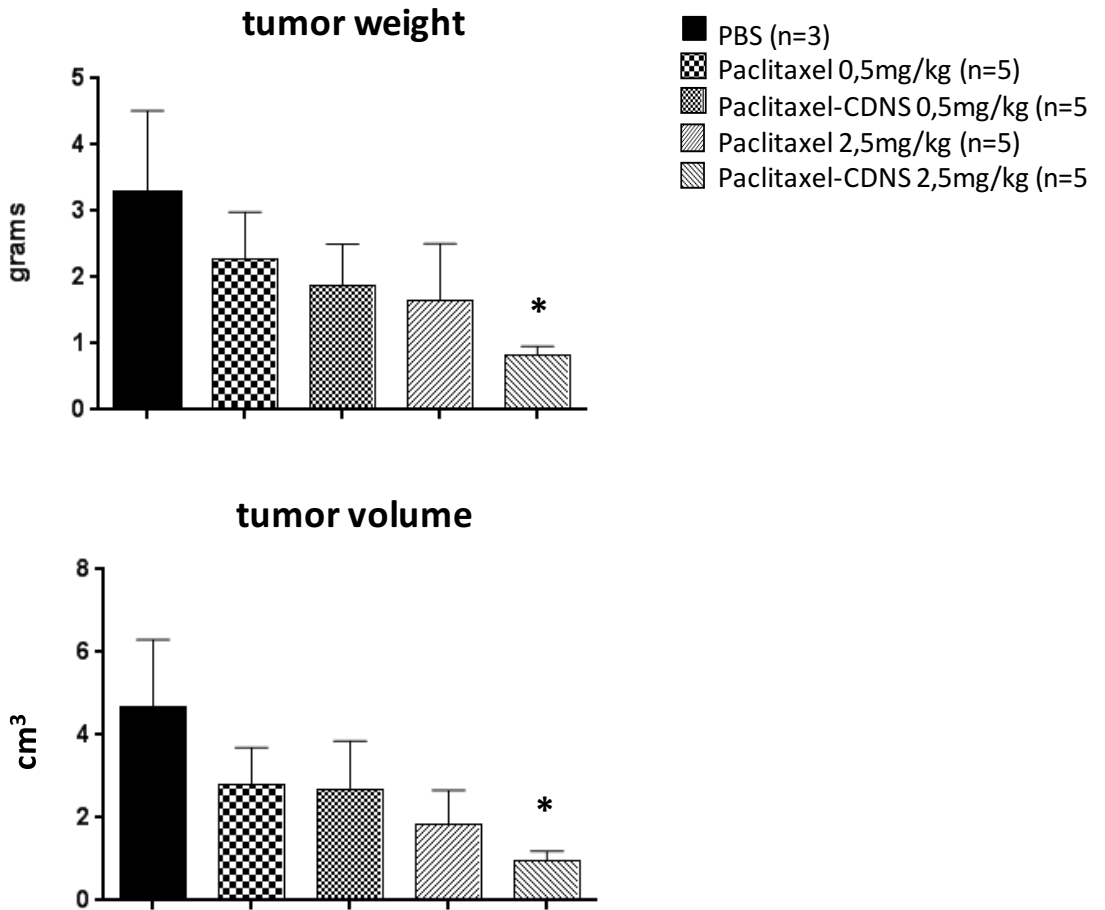 tumor weight
PBS (n=3)
Paclitaxel 0,5mg/kg (n=5)
Paclitaxel-CDNS 0,5mg/kg (n=5
Paclitaxel 2,5mg/kg (n=5)
Paclitaxel-CDNS 2,5mg/kg (n=5
5
4
3
2
1
0
grams
*
tumor volume
8
6
4
2
0
cm³
*